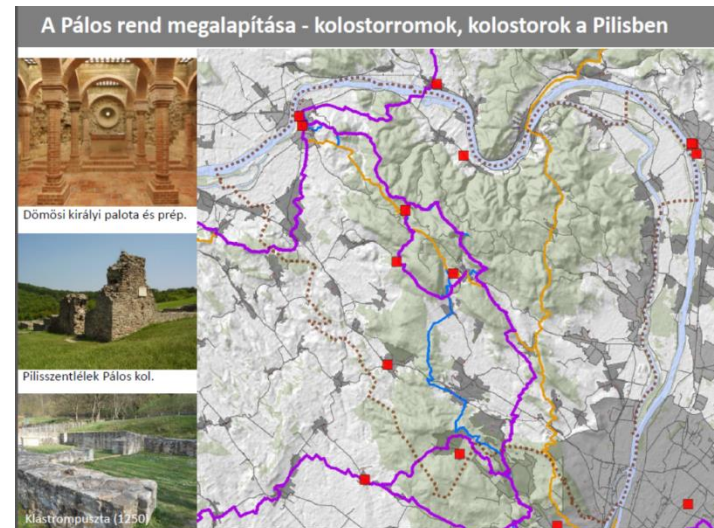 A Pálos rend megalapítása - kolostorromok, kolostorok a Pilisben
Dömösi királyi palota és prép.
Pilisszentlélek Pálos kol.
Klastrompuszta (1250)